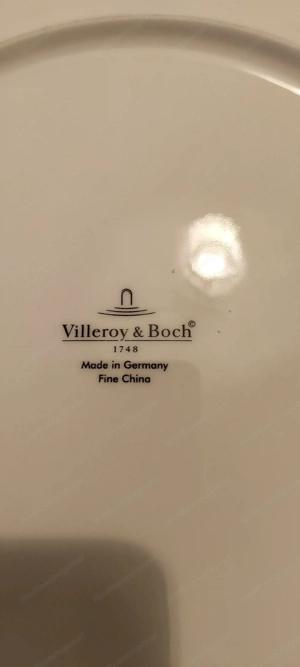 Villeroy & Boch©
1748
Made in Germany
Fine China